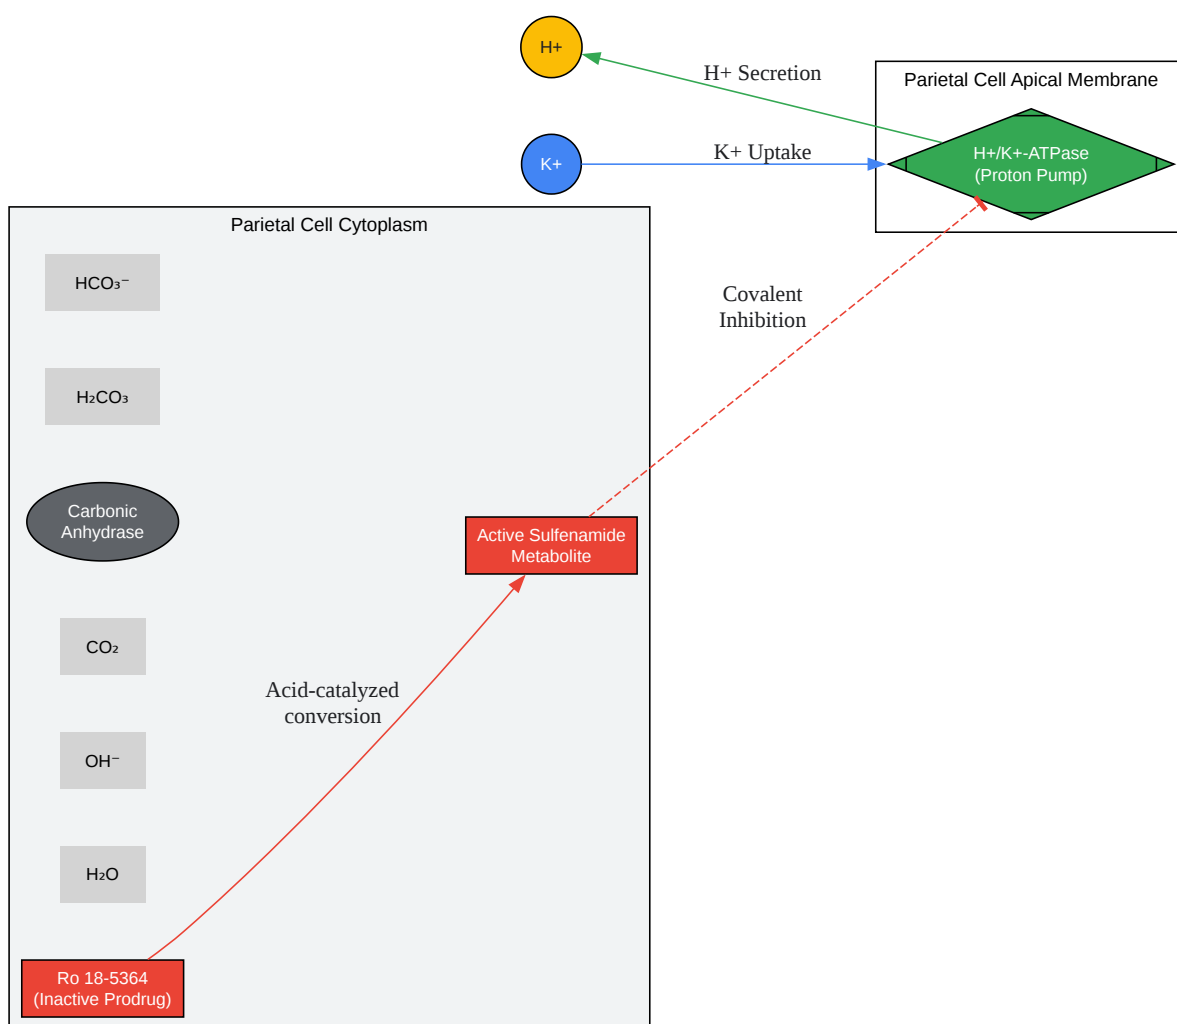 H+
H+ Secretion
Parietal Cell Apical Membrane
K+
K+ Uptake
H+/K+-ATPase
(Proton Pump)
Parietal Cell Cytoplasm
HCO₃⁻
Covalent
Inhibition
H₂CO₃
Carbonic
Anhydrase
Active Sulfenamide
Metabolite
CO₂
Acid-catalyzed
conversion
OH⁻
H₂O
Ro 18-5364
(Inactive Prodrug)